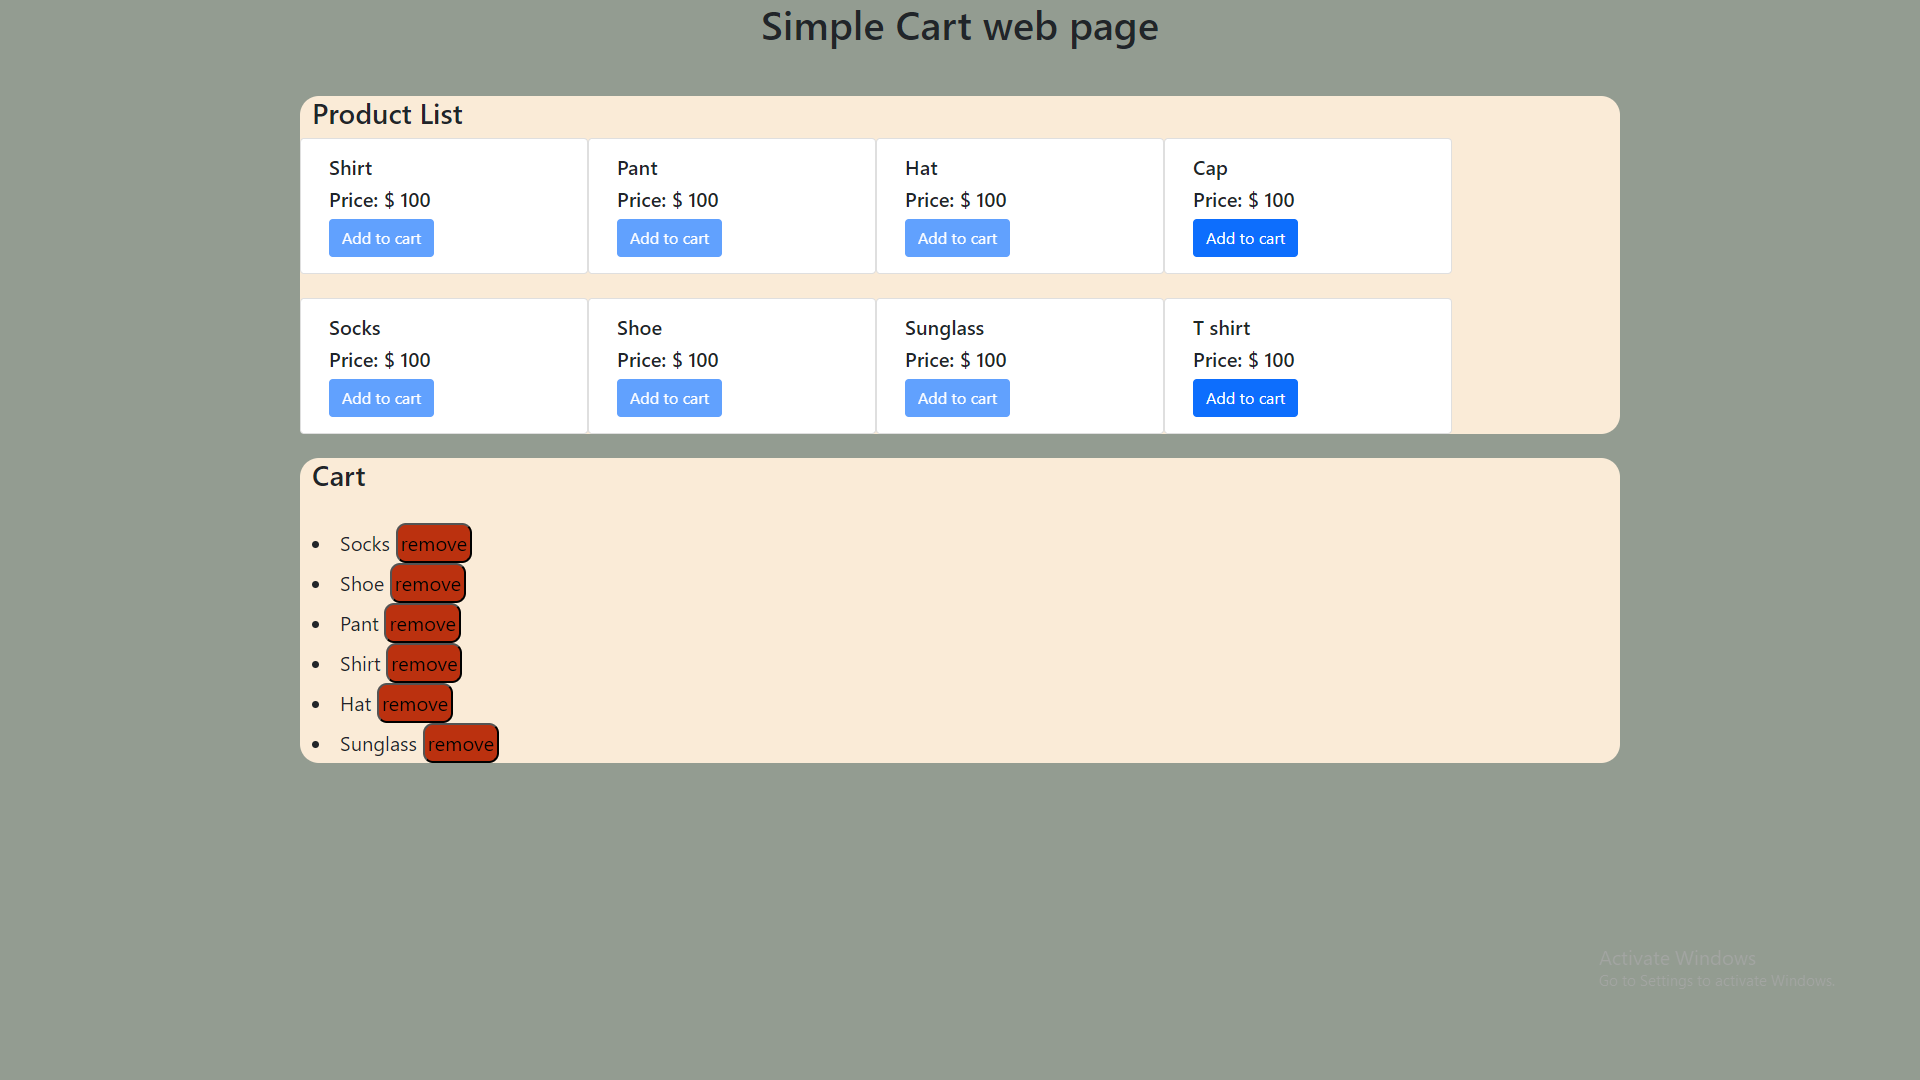 Simple Cart web page
Product List
Shirt
Price: $ 100
Add to cart
Pant
Price: $ 100
Add to cart
Hat
Price: $ 100
Add to cart
Cap
Price: $ 100
Add to cart
Socks
Price: $ 100
Add to cart
Shoe
Price: $ 100
Add to cart
Sunglass
Price: $ 100
Add to cart
T shirt
Price: $ 100
Add to cart
Cart
Socks remove
Shoe remove
Pant remove
Shirt remove
Hat remove
Sunglass remove
Activate Windows
Go to Settings to activate Windows.